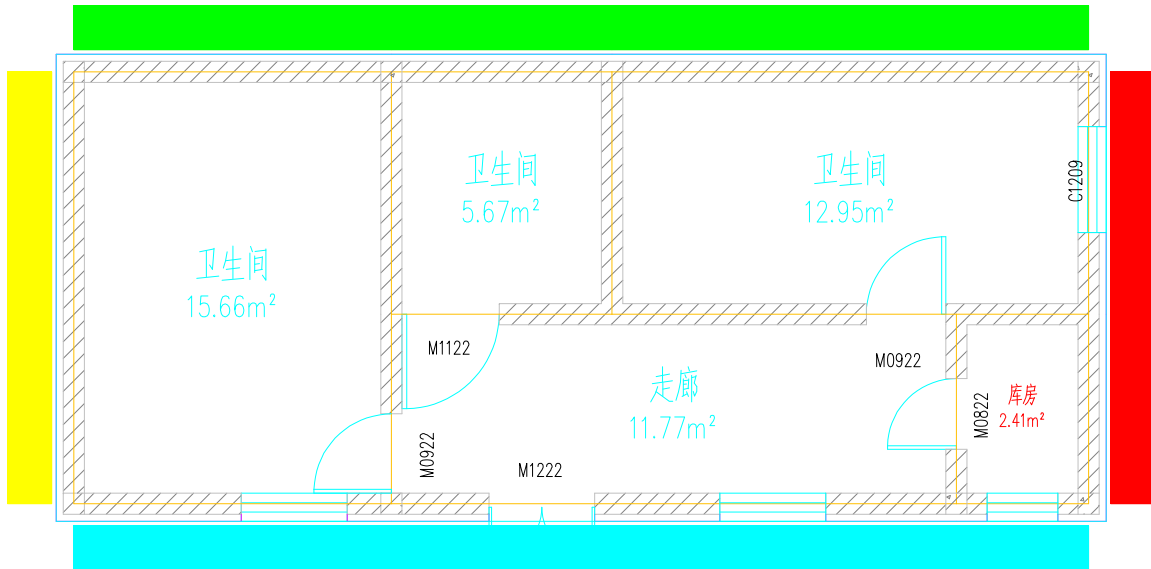 卫生间
5.67m²
卫生间
12.95m²
C1209
卫生间
15.66m²
M1122
M0922
走廊
11.77m²
库房
2.41m²
M0822
M0922
M1222